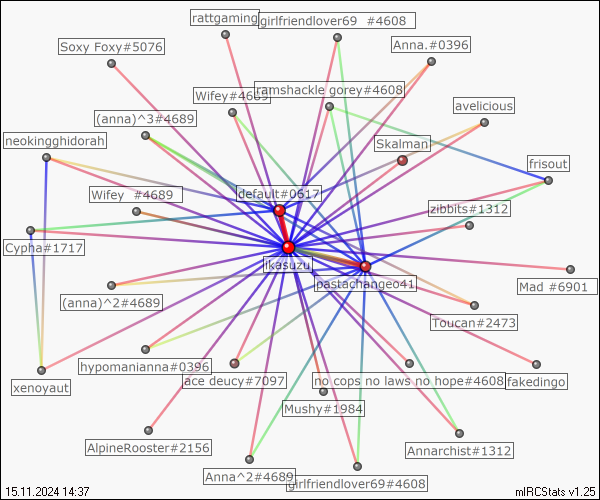 rattgaming
girlfriendlover69 #4608
Soxy Foxy#5076
Anna.#0396
Wifey#4689
ramshackle gorey#4608
avelicious
(anna)^3#4689
neokingghidorah
Skalman
frisout
Wifey #4689
default#0617
zibbits#1312
Cypha#1717
ikasuzu
pastachangeo41
Mad #6901
(anna)^2#4689
Toucan#2473
hypomanianna#0396
xenoyaut
ace deucy#7097
no cops no laws no hope#4608
fakedingo
Mushy#1984
AlpineRooster#2156
Annarchist#1312
Anna^2#4689
girlfriendlover69#4608
15.11.2024 14:37
mIRCStats v1.25